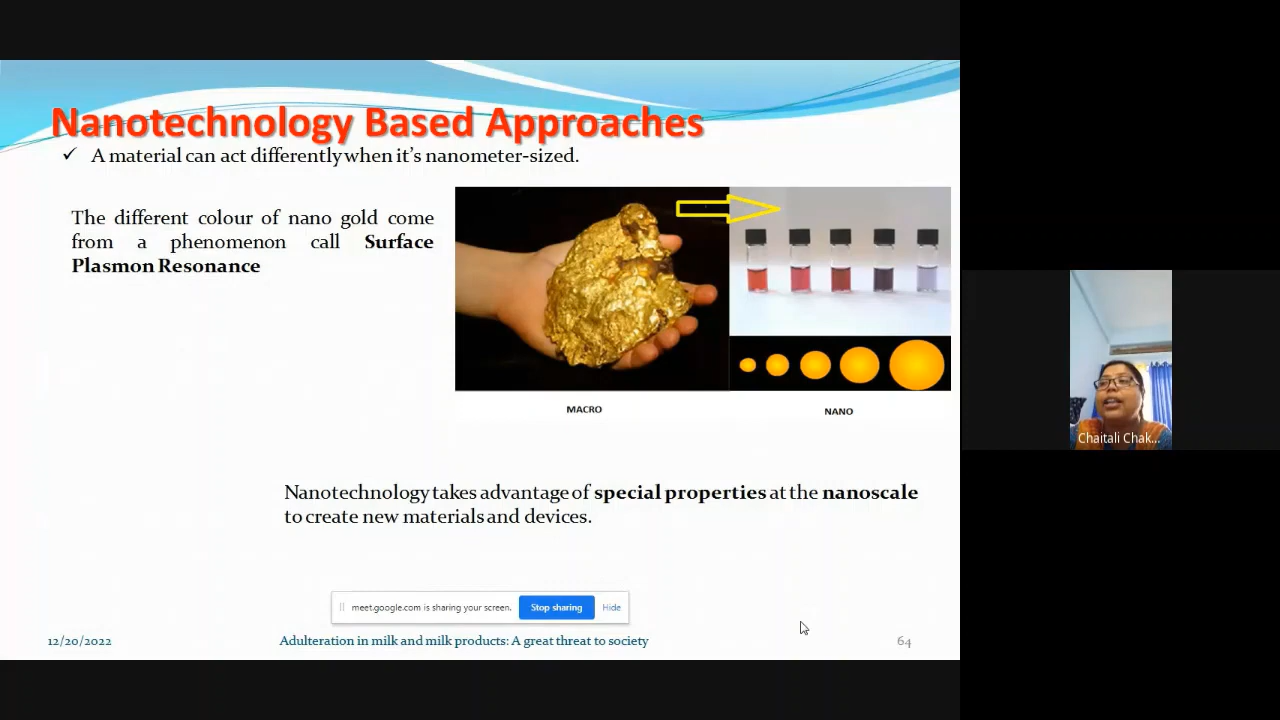 Nanotechnology Based Approaches
✓ A material can act differently when it's nanometer-sized.
The different colour of nano gold come
from a phenomenon call Surface
Plasmon Resonance
MACRO
NANO
Nanotechnology takes advantage of special properties at the nanoscale
to create new materials and devices.
meet.google.com is sharing your screen. Stop sharing Hide
12/20/2022 Adulteration in milk and milk products: A great threat to society 64
Chaitali Chak...